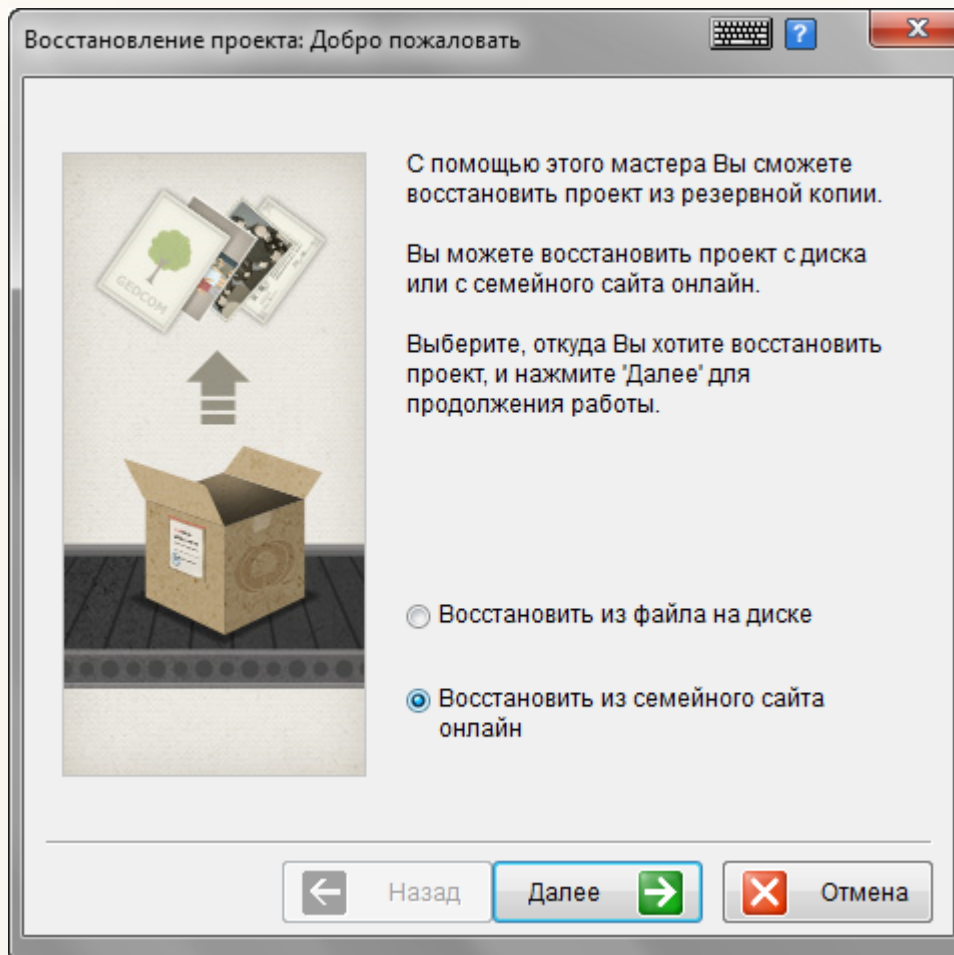 Восстановление проекта: Добро пожаловать
С помощью этого мастера Вы сможете
восстановить проект из резервной копии.
Вы можете восстановить проект с диска
или с семейного сайта онлайн.
Выберите, откуда Вы хотите восстановить
проект, и нажмите 'Далее' для
продолжения работы.
GEDCOM
Восстановить из файла на диске
Восстановить из семейного сайта
онлайн
Назад
Далее
Отмена